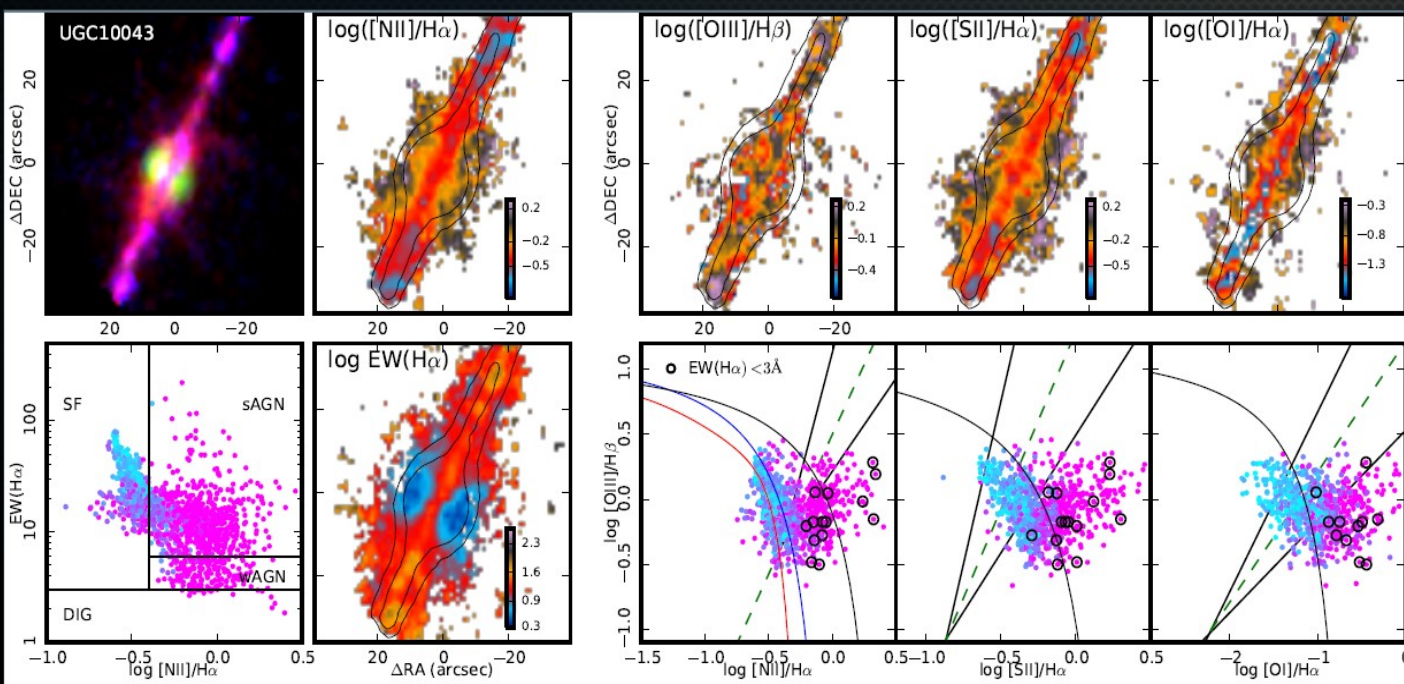 UGC10043
log([NII]/Hα)
log([OIII]/Hβ)
log([SII]/Hα)
log([OI]/Hα)
ΔDEC (arcsec)
20
0
−20
0.2
−0.2
−0.5
ΔDEC (arcsec)
20
0
−20
0.2
−0.1
−0.4
0.2
−0.2
−0.5
−0.3
−0.8
−1.3
20 0 −20
20 0 −20
20 0 −20
SF
sAGN
wAGN
DIG
EW(Hα)
100
10
1
−1.0 −0.5 0.0 0.5
log [NII]/Hα
log EW(Hα)
2.3
1.6
0.9
0.3
20 0 −20
ΔRA (arcsec)
EW(Hα) <3Å
log [OIII]/Hβ
1.0
0.5
0.0
−0.5
−1.0
−1.5 −1.0 −0.5 0.0 0.5
log [NII]/Hα
−1.0 −0.5 0.0 0.5
log [SII]/Hα
−2 −1
log [OI]/Hα